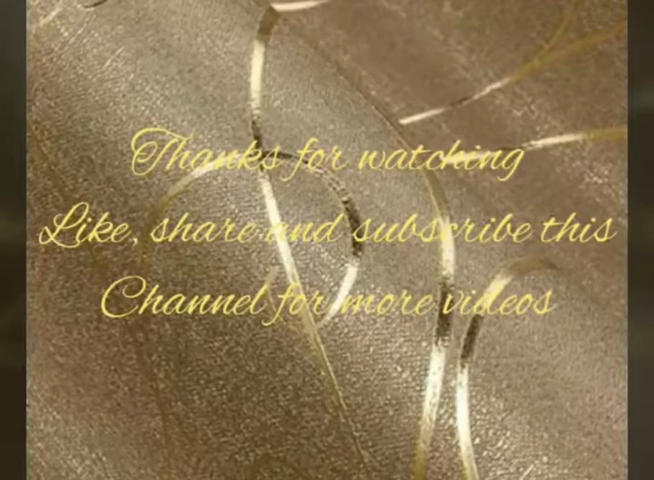 Thanks for watching
Like, share and subscribe this
Channel for more videos